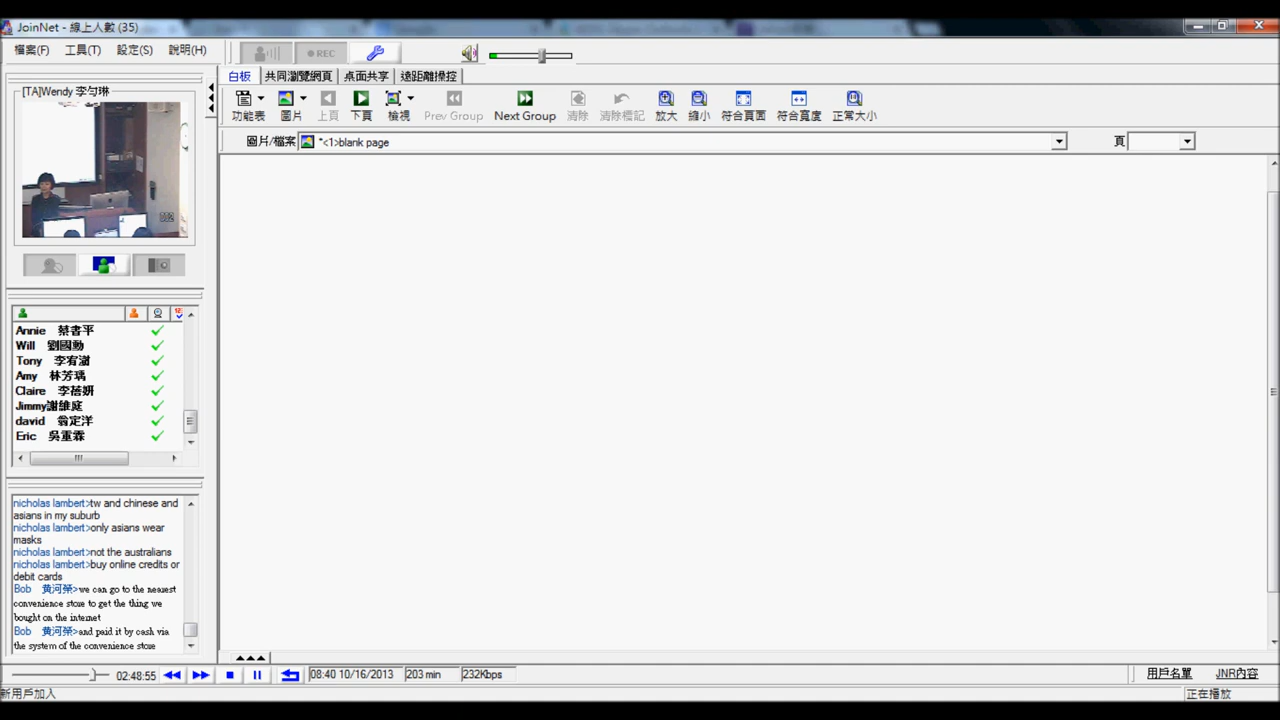 JoinNet - 線上人數 (35)
檔案(F) 工具(T) 設定(S) 說明(H)
REC
[TA]Wendy 李勻琳
白板 共同瀏覽網頁 桌面共享 遠距離操控
功能表 圖片 上頁 下頁 檢視 Prev Group Next Group 清除 清除標記 放大 縮小 符合頁面 符合寬度 正常大小
圖片/檔案 *<1>blank page 頁
Annie 蔡書平
Will 劉國勳
Tony 李宥澍
Amy 林芳瑀
Claire 李蓓妍
Jimmy謝維庭
david 翁定洋
Eric 吳重霖
nicholas lambert>tw and chinese and
asians in my suburb
nicholas lambert>only asians wear
masks
nicholas lambert>not the australians
nicholas lambert>buy online credits or
debit cards
Bob 黃河榮>we can go to the nearest
convenience store to get the thing we
bought on the internet
Bob 黃河榮>and paid it by cash via
the system of the convenience store
02:48:55 08:40 10/16/2013 203 min 232Kbps 用戶名單 JNR內容
新用戶加入 正在播放